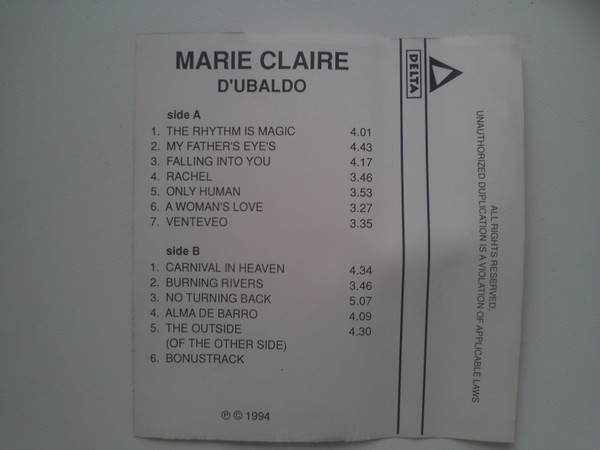 MARIE CLAIRE
D'UBALDO
side A
1. THE RHYTHM IS MAGIC 4.01
2. MY FATHER'S EYE'S 4.43
3. FALLING INTO YOU 4.17
4. RACHEL 3.46
5. ONLY HUMAN 3.53
6. A WOMAN'S LOVE 3.27
7. VENTEVEO 3.35
side B
1. CARNIVAL IN HEAVEN 4.34
2. BURNING RIVERS 3.46
3. NO TURNING BACK 5.07
4. ALMA DE BARRO 4.09
5. THE OUTSIDE 4.30
(OF THE OTHER SIDE)
6. BONUSTRACK
℗ © 1994
DELTA
ALL RIGHTS RESERVED.
UNAUTHORIZED DUPLICATION IS A VIOLATION OF APPLICABLE LAWS